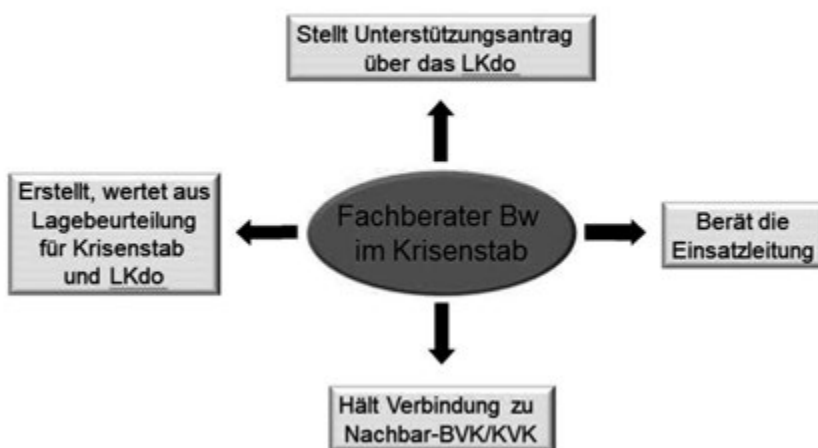 Stellt Unterstützungsantrag
über das LKdo
Erstellt, wertet aus
Lagebeurteilung
für Krisenstab
und LKdo
Fachberater Bw
im Krisenstab
Berät die
Einsatzleitung
Hält Verbindung zu
Nachbar-BVK/KVK